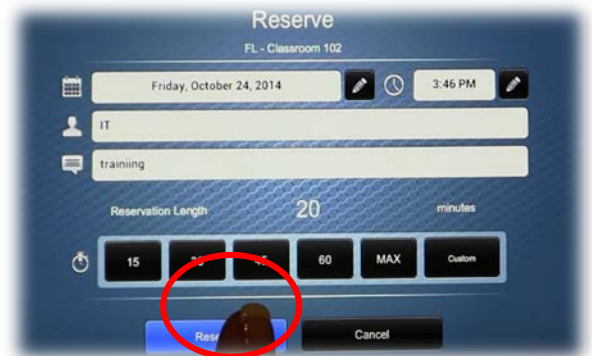 Reserve
FL - Classroom 102
Friday, October 24, 2014 3:46 PM
IT
trainiing
Reservation Length 20 minutes
15 60 MAX Custom
Cancel